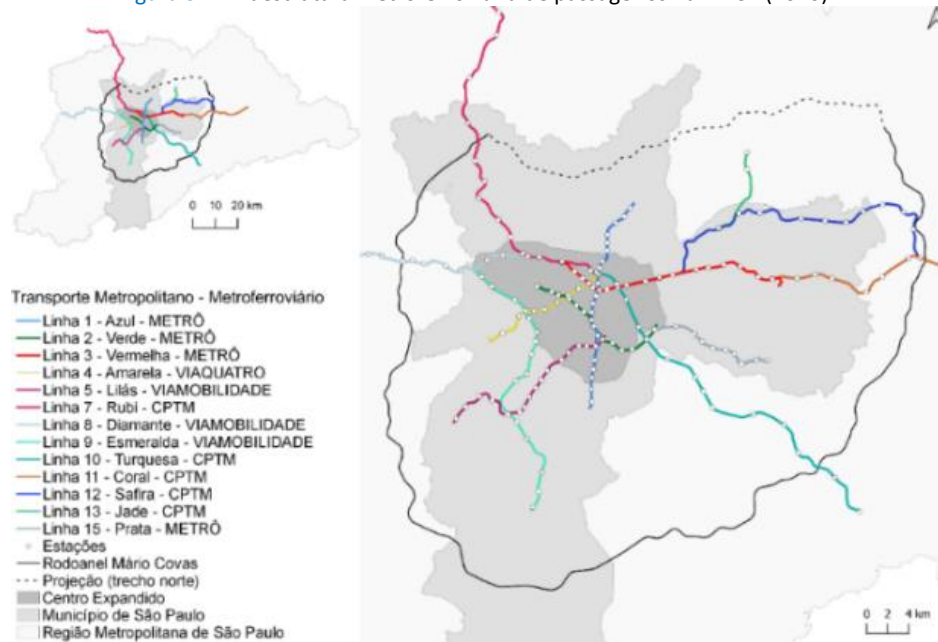 0 10 20 km
Transporte Metropolitano - Metroferroviário
Linha 1 - Azul - METRÔ
Linha 2 - Verde - METRÔ
Linha 3 - Vermelha - METRÔ
Linha 4 - Amarela - VIAQUATRO
Linha 5 - Lilás - VIAMOBILIDADE
Linha 7 - Rubi - CPTM
Linha 8 - Diamante - VIAMOBILIDADE
Linha 9 - Esmeralda - VIAMOBILIDADE
Linha 10 - Turquesa - CPTM
Linha 11 - Coral - CPTM
Linha 12 - Safira - CPTM
Linha 13 - Jade - CPTM
Linha 15 - Prata - METRÔ
Estações
Rodoanel Mário Covas
Projeção (trecho norte)
Centro Expandido
Município de São Paulo
Região Metropolitana de São Paulo
0 2 4 km